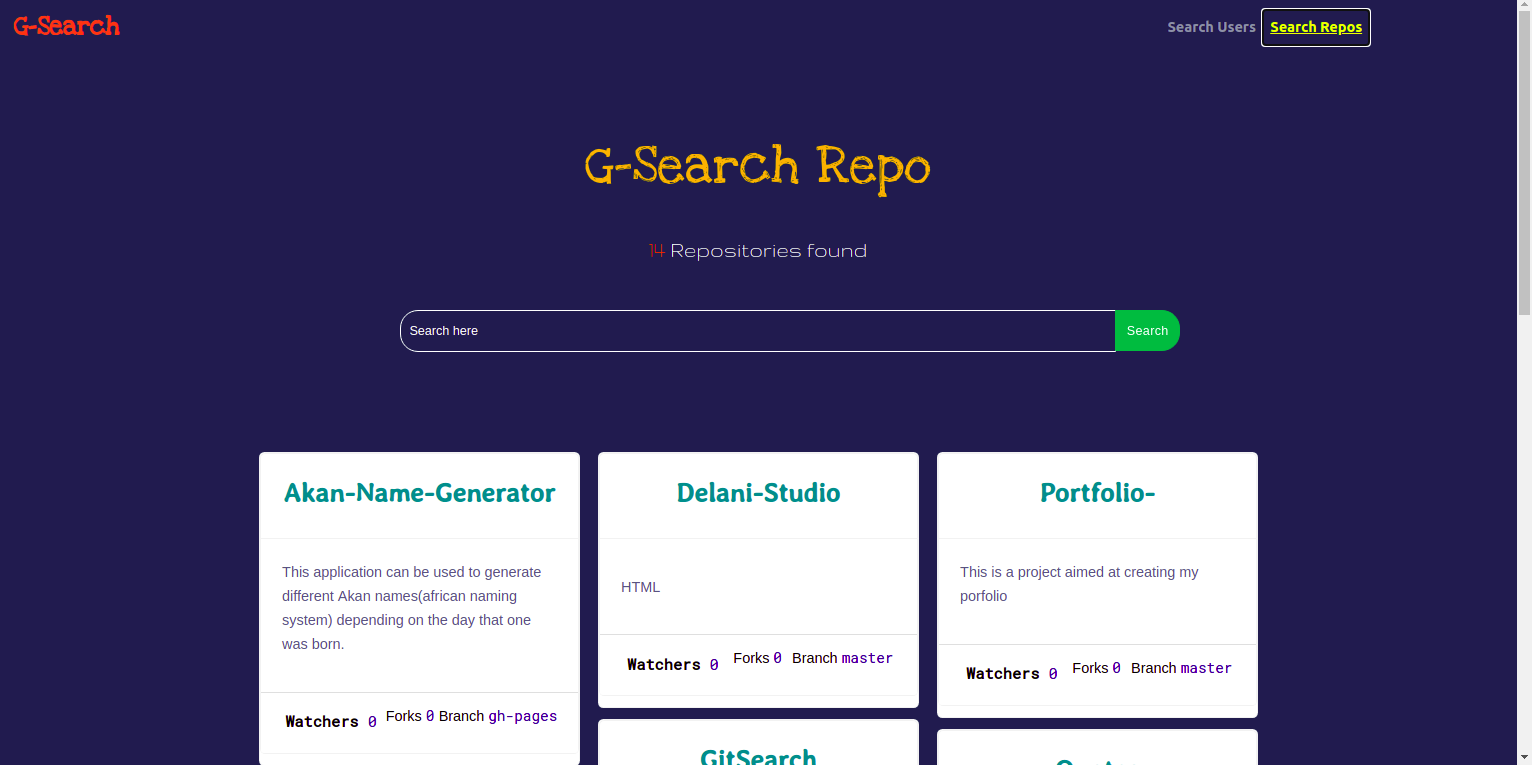 G-Search
Search Users Search Repos
G-Search Repo
14 Repositories found
Search here Search
Akan-Name-Generator
This application can be used to generate
different Akan names(african naming
system) depending on the day that one
was born.
Watchers 0 Forks 0 Branch gh-pages
Delani-Studio
HTML
Watchers 0 Forks 0 Branch master
GitSearch
Portfolio-
This is a project aimed at creating my
porfolio
Watchers 0 Forks 0 Branch master